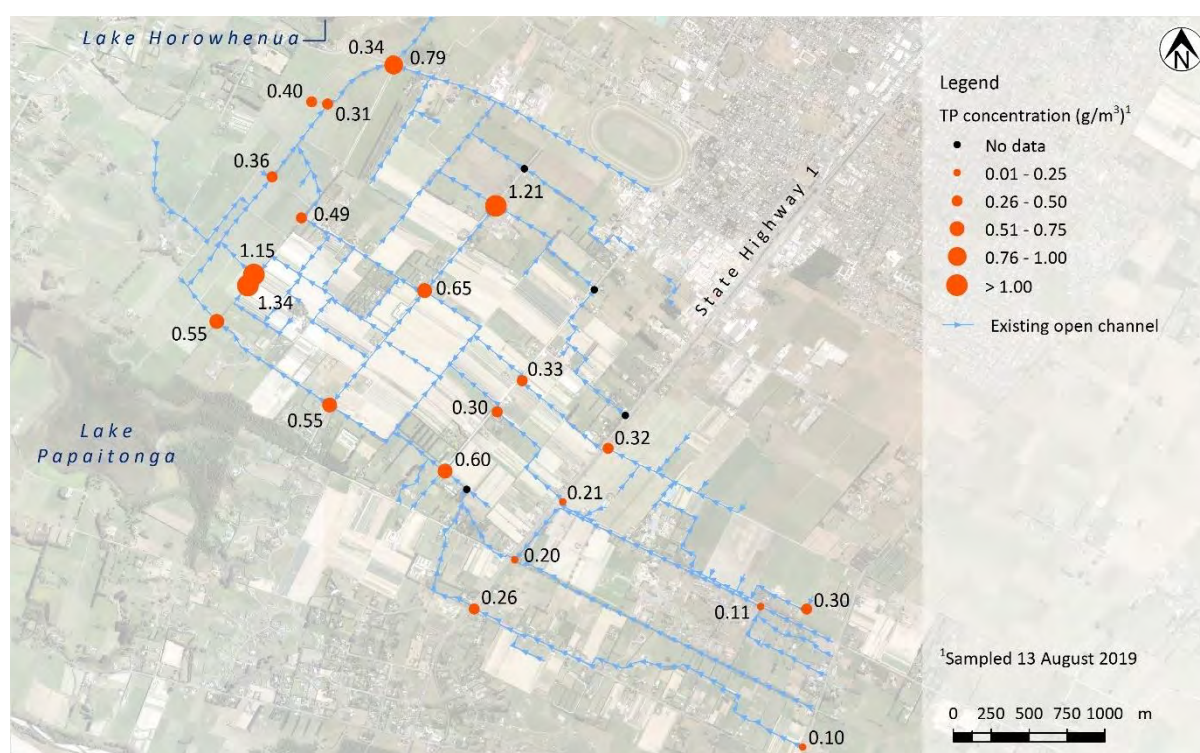 Lake Horowhenua
N
0.34
0.79
0.40
0.31
0.36
0.49
1.21
1.15
1.34
0.65
0.55
State Highway 1
0.33
0.30
0.55
0.32
Lake
Papaitonga
0.60
0.21
0.20
0.26
0.11
0.30
0.10
Legend
TP concentration (g/m³)¹
No data
0.01 - 0.25
0.26 - 0.50
0.51 - 0.75
0.76 - 1.00
> 1.00
Existing open channel
¹Sampled 13 August 2019
0 250 500 750 1000 m